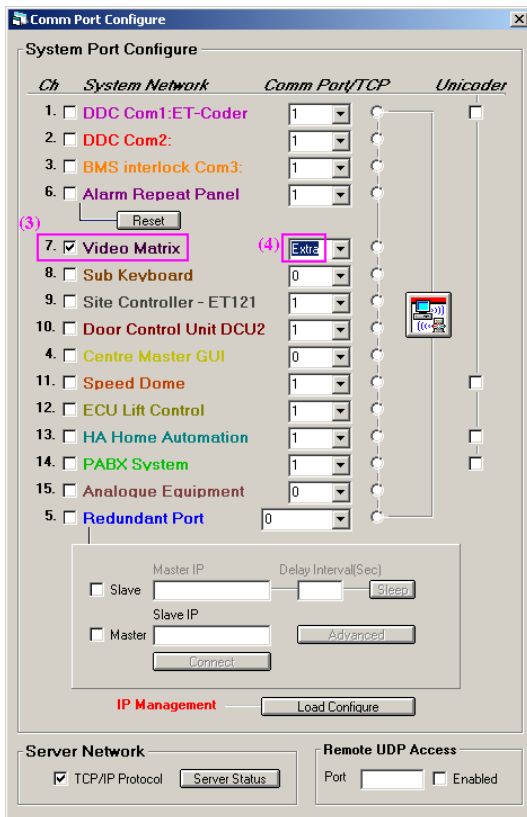 Comm Port Configure
System Port Configure
Ch System Network Comm Port/TCP Unicoder
1. DDC Com1:ET-Coder 1
2. DDC Com2: 1
3. BMS interlock Com3: 1
6. Alarm Repeat Panel 1
(3) Reset
7. Video Matrix (4) Extra
8. Sub Keyboard 0
9. Site Controller - ET121 1
10. Door Control Unit DCU2 1
4. Centre Master GUI 0
11. Speed Dome 1
12. ECU Lift Control 1
13. HA Home Automation 1
14. PABX System 1
15. Analogue Equipment 0
5. Redundant Port 0
Master IP Delay Interval(Sec)
Slave Sleep
Slave IP
Master Advanced
Connect
IP Management Load Configure
Server Network Remote UDP Access
TCP/IP Protocol Server Status Port Enabled